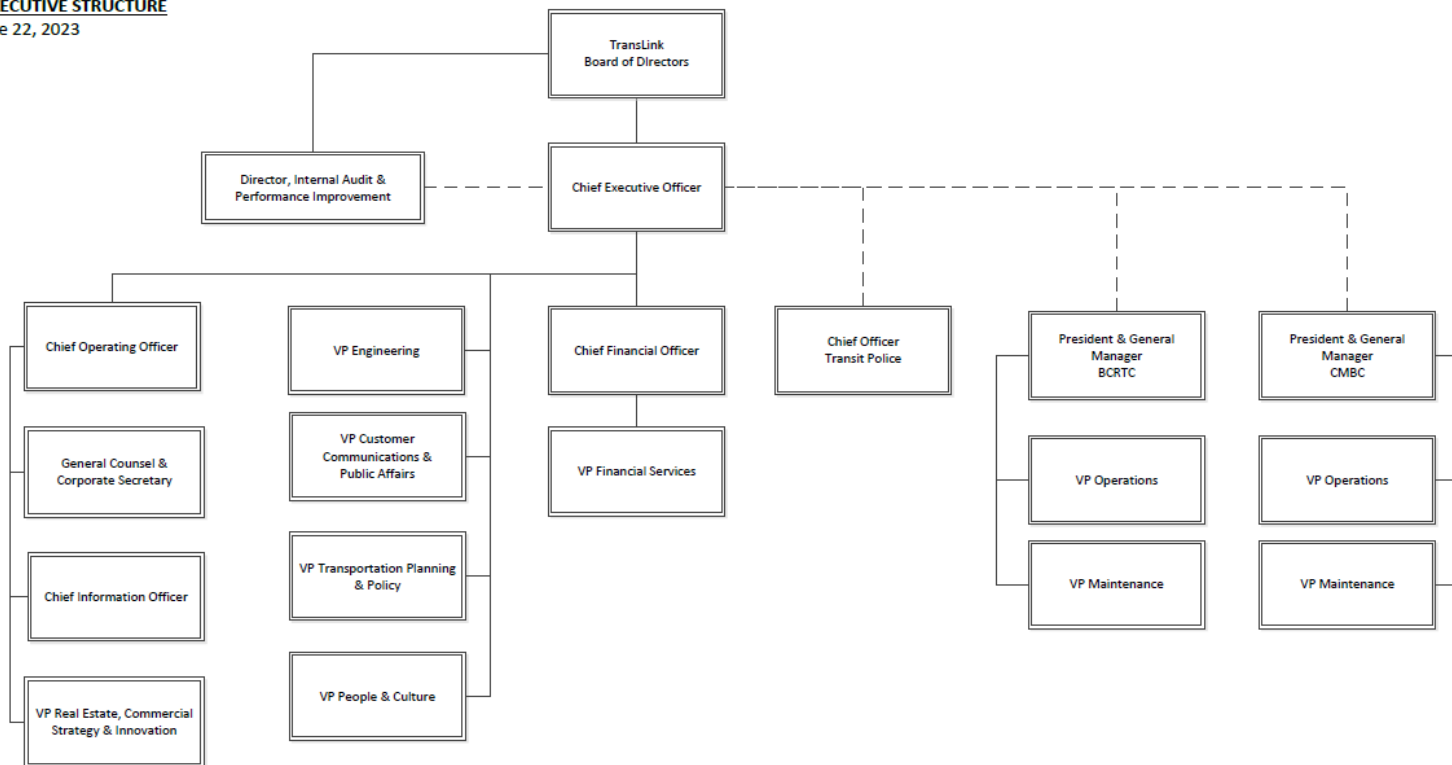 ECUTIVE STRUCTURE
e 22, 2023
TransLink
Board of Directors
Director, Internal Audit &
Performance Improvement
Chief Executive Officer
Chief Operating Officer
VP Engineering
Chief Financial Officer
Chief Officer
Transit Police
President & General
Manager
BCRTC
President & General
Manager
CMBC
General Counsel &
Corporate Secretary
VP Customer
Communications &
Public Affairs
VP Financial Services
VP Operations
VP Operations
Chief Information Officer
VP Transportation Planning
& Policy
VP Maintenance
VP Maintenance
VP Real Estate, Commercial
Strategy & Innovation
VP People & Culture